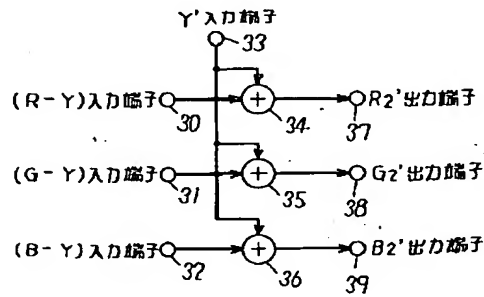 Y'入力端子
33
(R-Y)入力端子 30 34 R2'出力端子 37
(G-Y)入力端子 31 35 G2'出力端子 38
(B-Y)入力端子 32 36 B2'出力端子 39